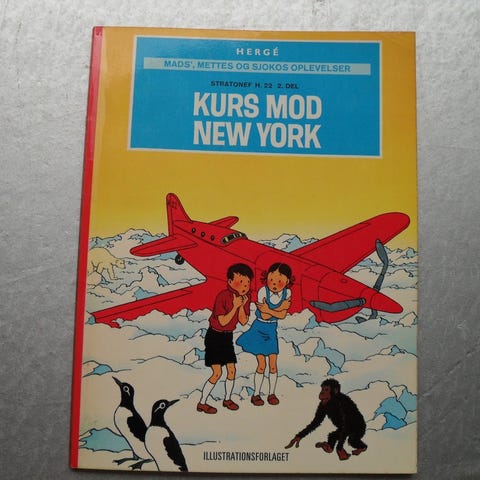 HERGÉ
MADS', METTES OG SJOKOS OPLEVELSER
STRATONEF H. 22 2. DEL
KURS MOD
NEW YORK
ILLUSTRATIONSFORLAGET